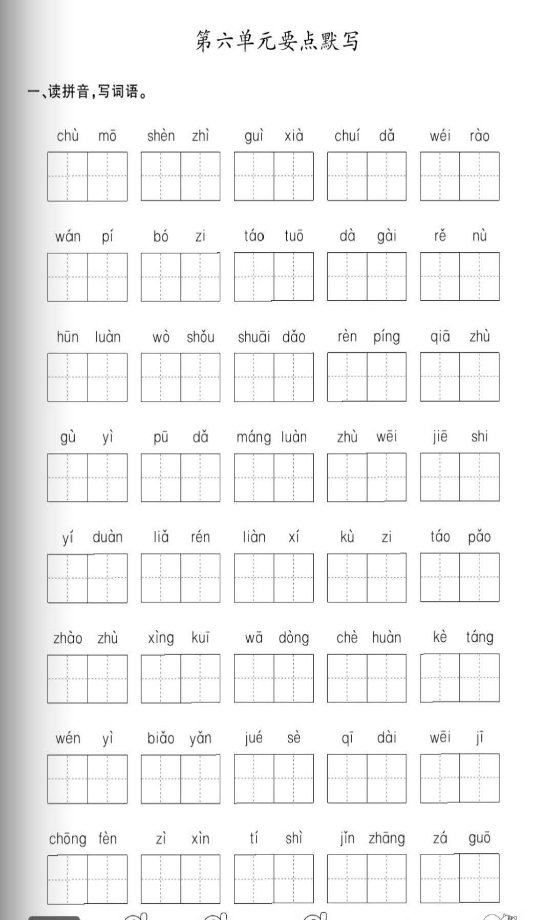 第六单元要点默写
一、读拼音,写词语。
chù mō shèn zhì guì xià chuí dǎ wéi rào
wán pí bó zi táo tuō dà gài rě nù
hūn luàn wò shǒu shuāi dǎo rèn píng qiā zhù
gù yì pū dǎ máng luàn zhù wēi jiē shi
yí duàn liǎ rén liàn xí kù zi táo pǎo
zhào zhù xìng kuī wā dòng chè huàn kè táng
wén yì biǎo yǎn jué sè qī dài wēi jī
chōng fèn zì xìn tí shì jǐn zhāng zá guō